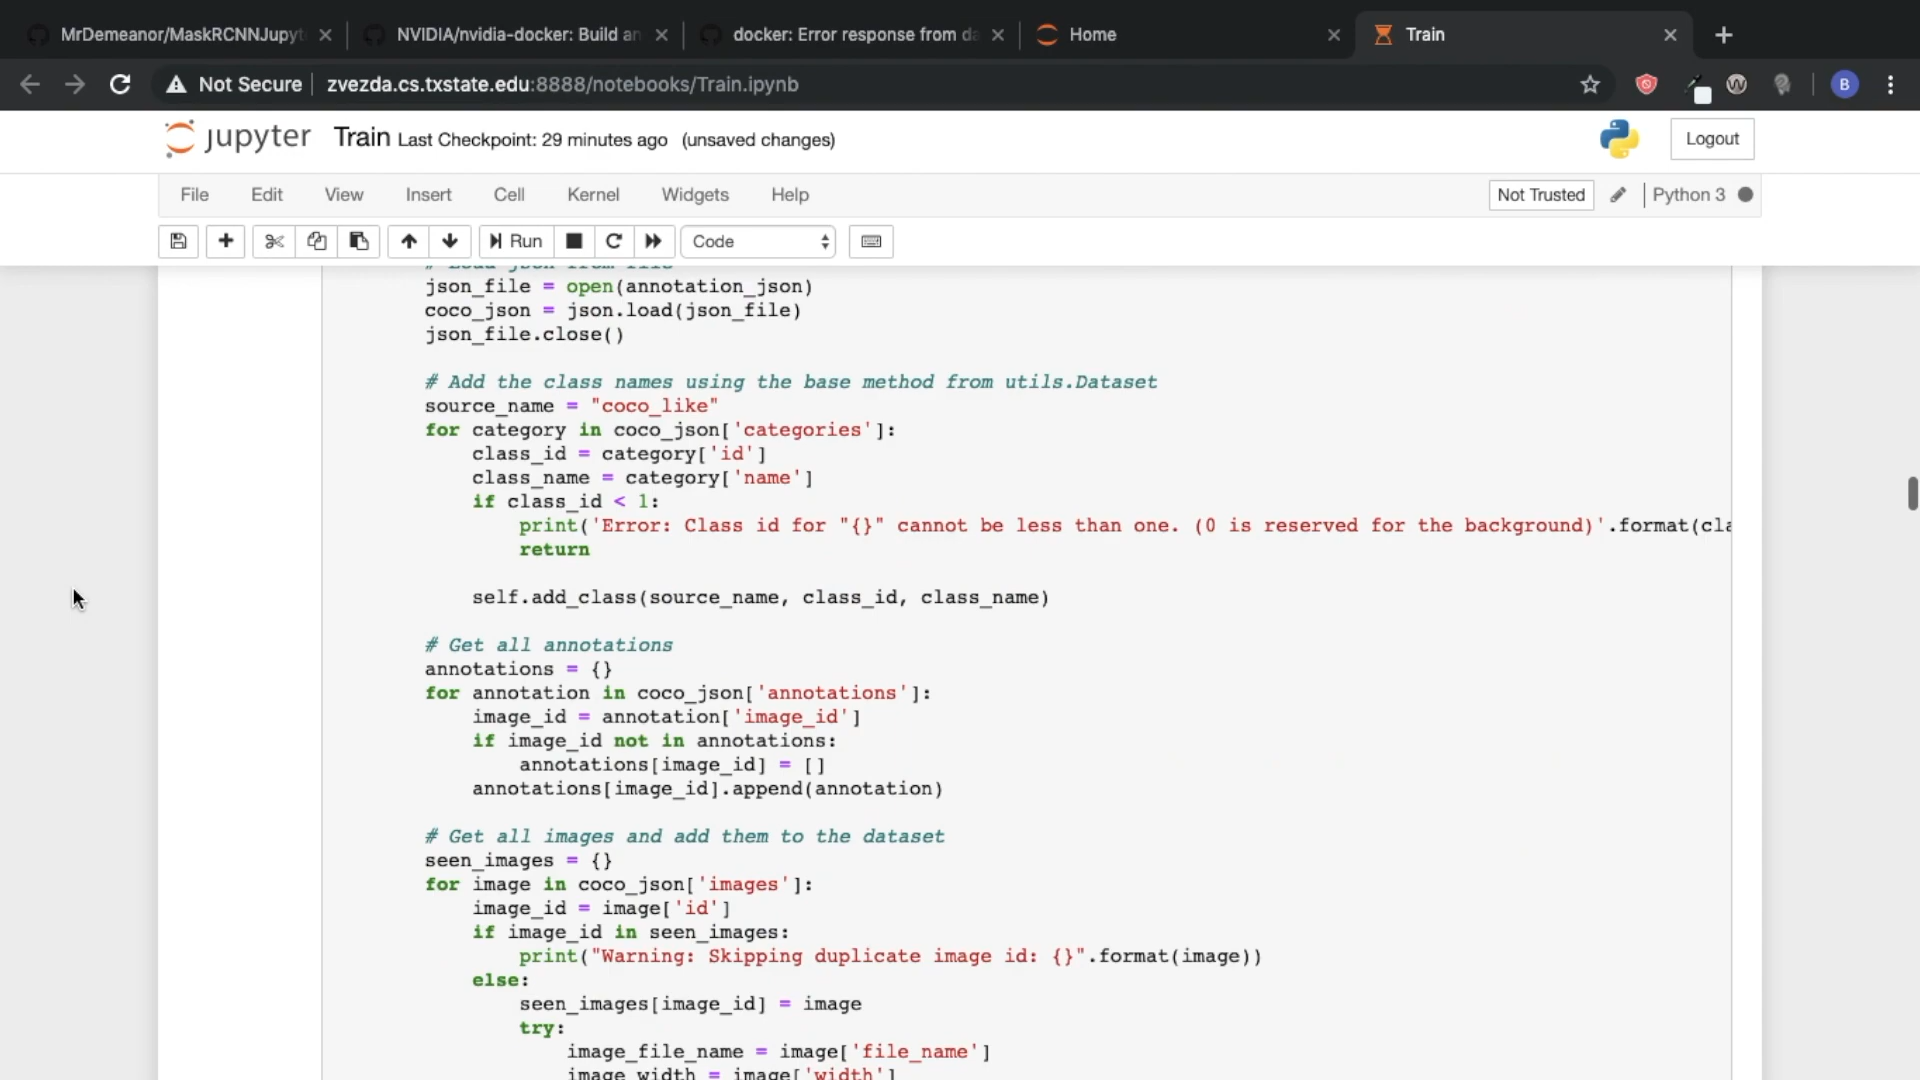 MrDemeanor/MaskRCNNJupyt
NVIDIA/nvidia-docker: Build an
docker: Error response from da
Home
Train
Not Secure
zvezda.cs.txstate.edu:8888/notebooks/Train.ipynb
B
jupyter
Train Last Checkpoint: 29 minutes ago (unsaved changes)
Logout
File Edit View Insert Cell Kernel Widgets Help
Not Trusted
Python 3
Run
Code
# Load json from file
json_file = open(annotation_json)
coco_json = json.load(json_file)
json_file.close()
# Add the class names using the base method from utils.Dataset
source_name = "coco_like"
for category in coco_json['categories']:
class_id = category['id']
class_name = category['name']
if class_id < 1:
print('Error: Class id for "{}" cannot be less than one. (0 is reserved for the background)'.format(cla
return
self.add_class(source_name, class_id, class_name)
# Get all annotations
annotations = {}
for annotation in coco_json['annotations']:
image_id = annotation['image_id']
if image_id not in annotations:
annotations[image_id] = []
annotations[image_id].append(annotation)
# Get all images and add them to the dataset
seen_images = {}
for image in coco_json['images']:
image_id = image['id']
if image_id in seen_images:
print("Warning: Skipping duplicate image id: {}".format(image))
else:
seen_images[image_id] = image
try:
image_file_name = image['file_name']
image_width = image['width']